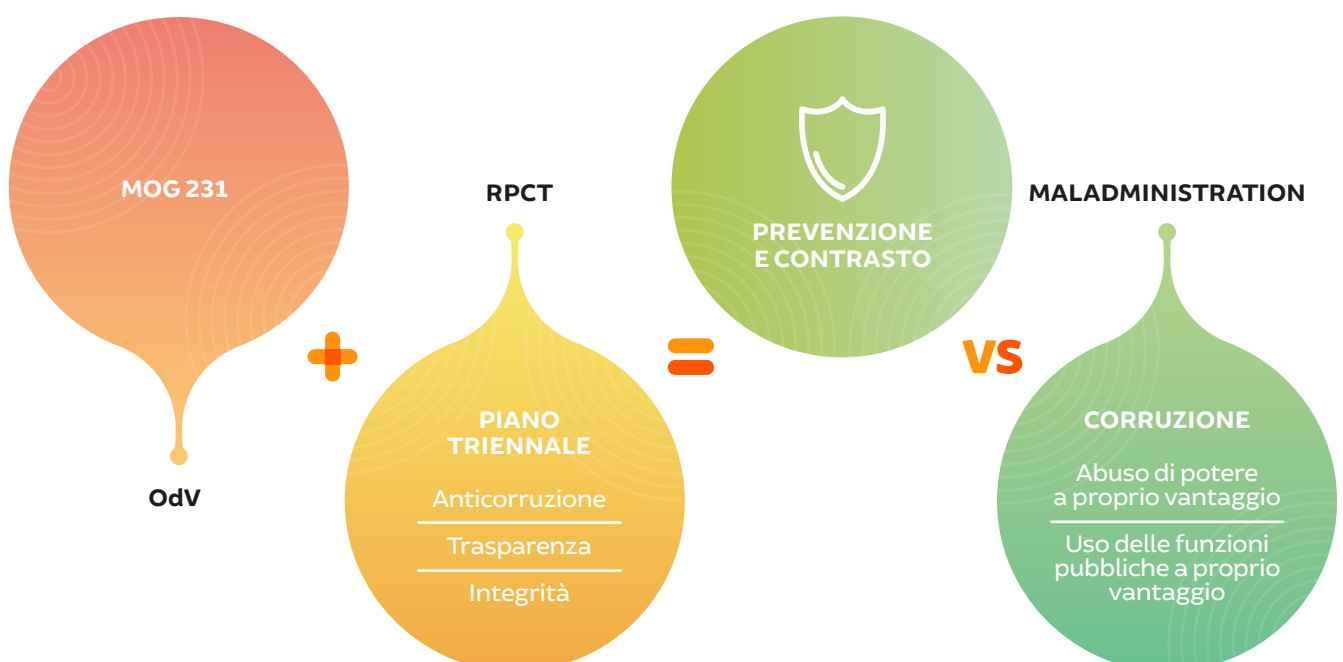 MOG 231
OdV
+
RPCT
PIANO
TRIENNALE
Anticorruzione
Trasparenza
Integrità
=
PREVENZIONE
E CONTRASTO
VS
MALADMINISTRATION
CORRUZIONE
Abuso di potere
a proprio vantaggio
Uso delle funzioni
pubbliche a proprio
vantaggio